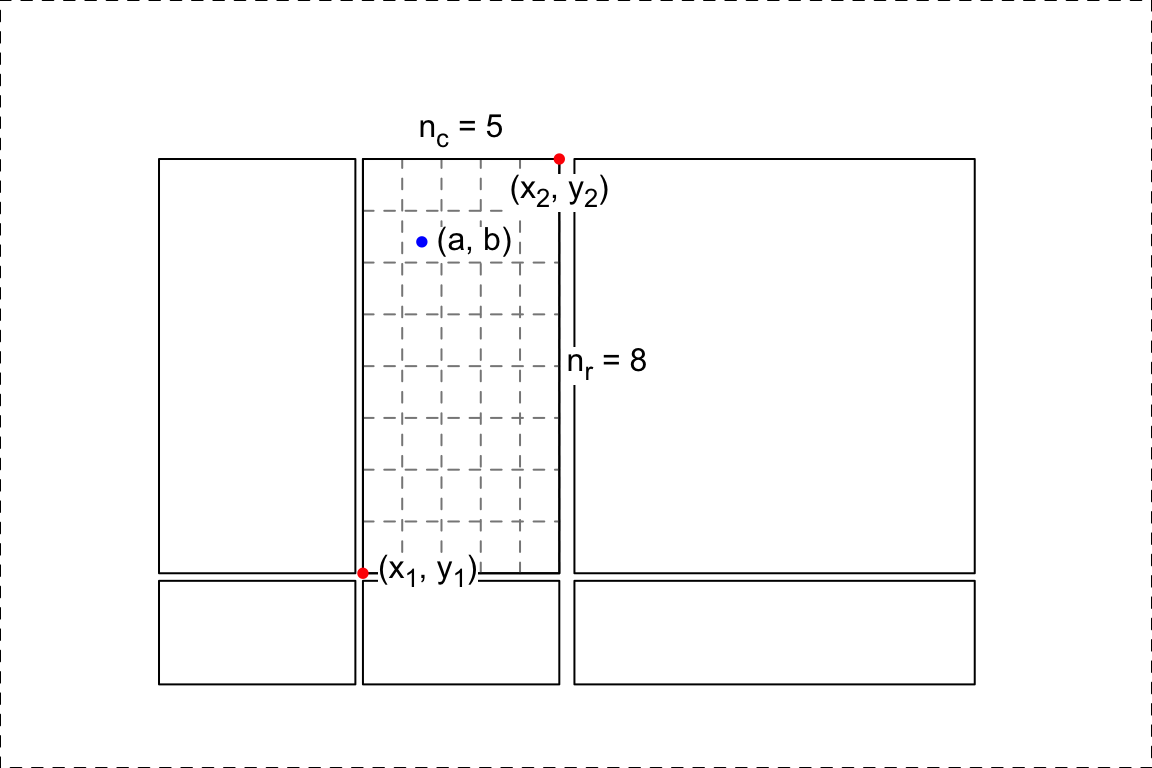 n_c = 5
(x_2, y_2)
(a, b)
n_r = 8
(x_1, y_1)